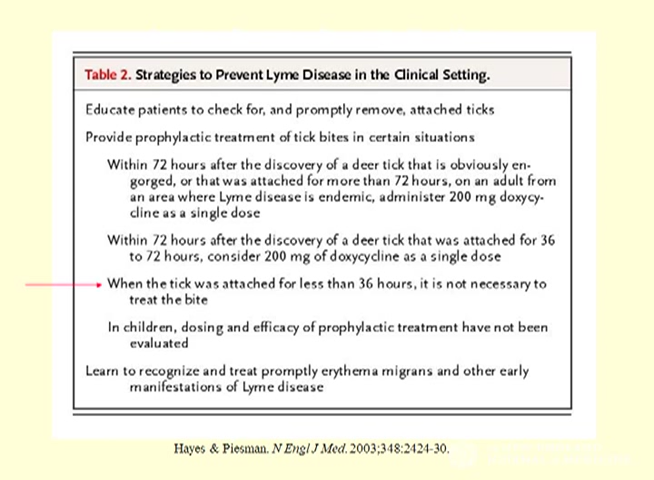 Table 2. Strategies to Prevent Lyme Disease in the Clinical Setting.
Educate patients to check for, and promptly remove, attached ticks
Provide prophylactic treatment of tick bites in certain situations
Within 72 hours after the discovery of a deer tick that is obviously en-
gorged, or that was attached for more than 72 hours, on an adult from
an area where Lyme disease is endemic, administer 200 mg doxycy-
cline as a single dose
Within 72 hours after the discovery of a deer tick that was attached for 36
to 72 hours, consider 200 mg of doxycycline as a single dose
When the tick was attached for less than 36 hours, it is not necessary to
treat the bite
In children, dosing and efficacy of prophylactic treatment have not been
evaluated
Learn to recognize and treat promptly erythema migrans and other early
manifestations of Lyme disease
Hayes & Piesman. N Engl J Med. 2003;348:2424-30.